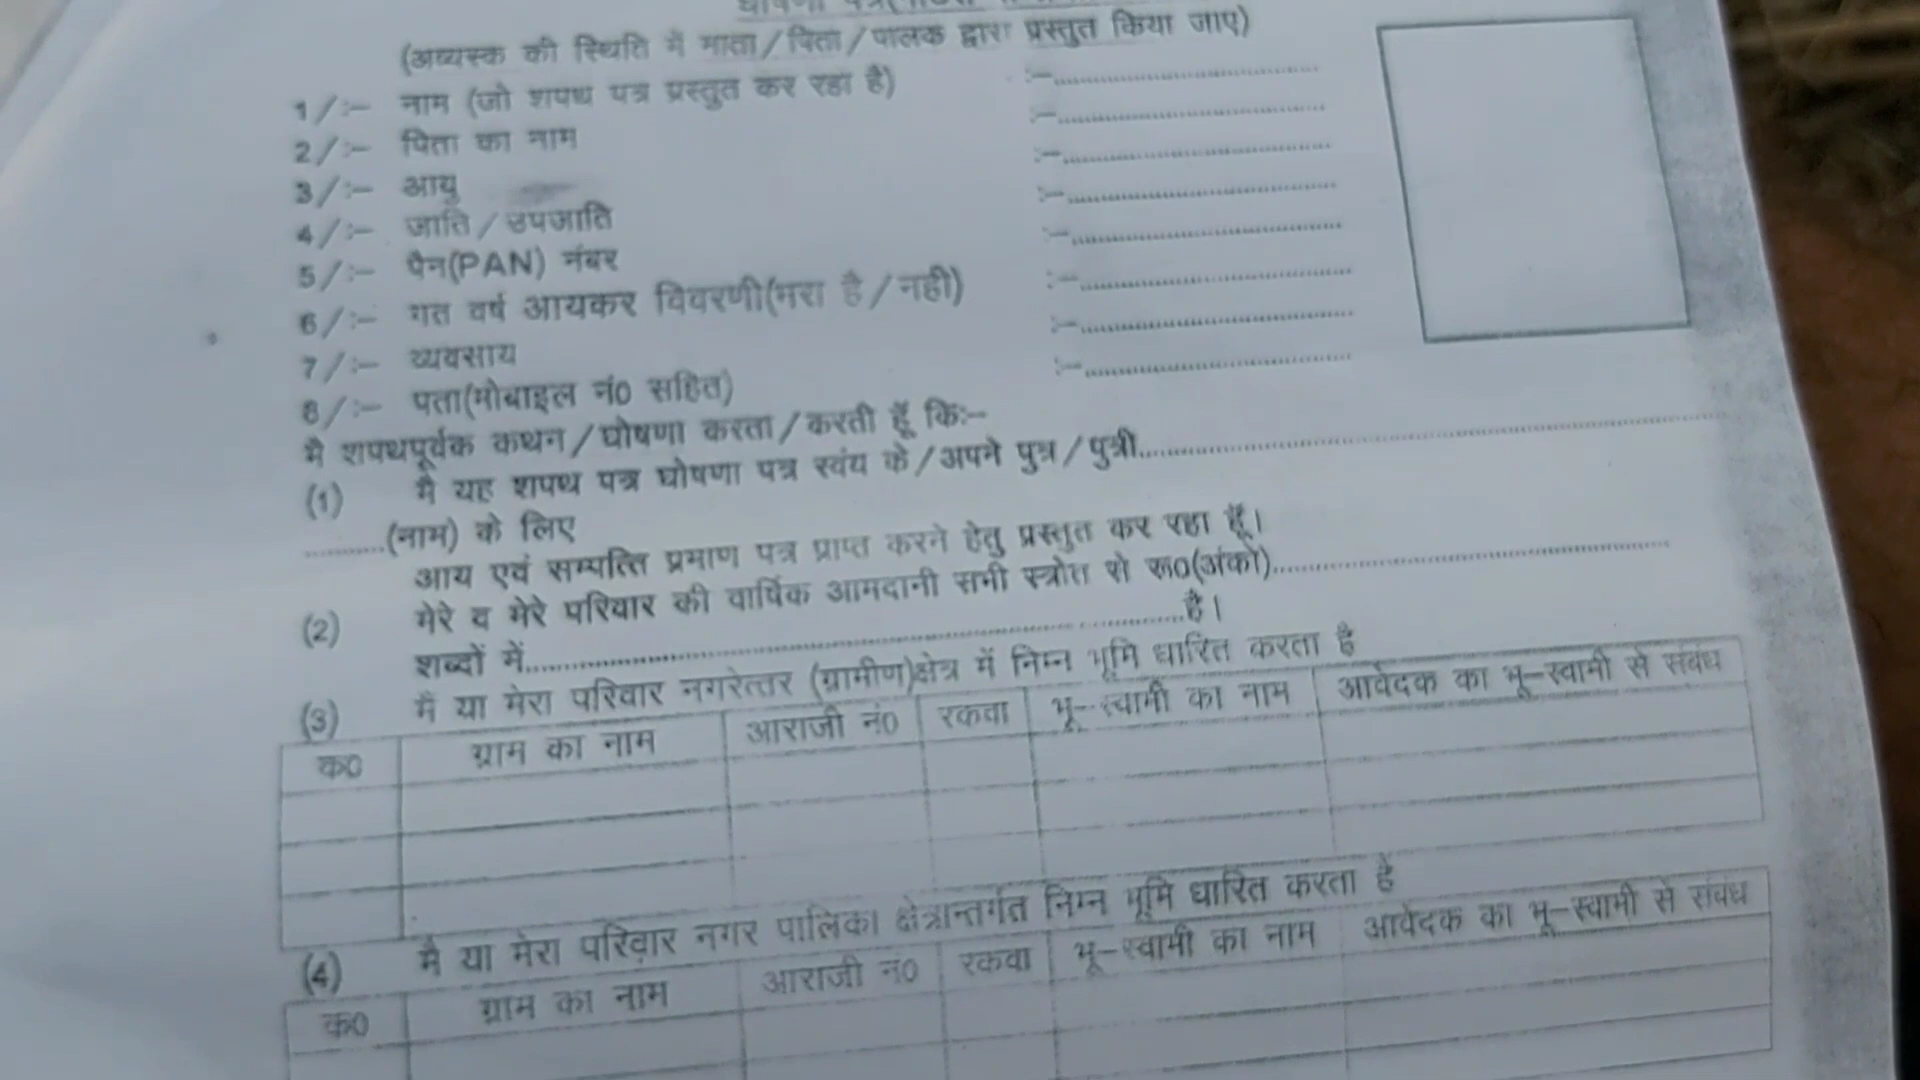 घोषणा पत्र
(अव्यस्क की स्थिति में माता/पिता/पालक द्वारा प्रस्तुत किया जाए)
1/:- नाम (जो शपथ पत्र प्रस्तुत कर रहा है) :-
2/:- पिता का नाम :-
3/:- आयु :-
4/:- जाति/उपजाति :-
5/:- पैन(PAN) नंबर :-
6/:- गत वर्ष आयकर विवरणी(भरा है/नही) :-
7/:- व्यवसाय :-
8/:- पता(मोबाइल नं0 सहित) :-
मै शपथपूर्वक कथन/घोषणा करता/करती हूँ कि:-
(1) मै यह शपथ पत्र घोषणा पत्र स्वंय के/अपने पुत्र/पुत्री..........
..........(नाम) के लिए
आय एवं सम्पत्ति प्रमाण पत्र प्राप्त करने हेतु प्रस्तुत कर रहा हूँ।
(2) मेरे व मेरे परिवार की वार्षिक आमदानी सभी स्त्रोत से रू0(अंको)..........
शब्दों में..........है।
(3) मै या मेरा परिवार नगरेत्तर (ग्रामीण)क्षेत्र में निम्न भूमि धारित करता है
क0 ग्राम का नाम आराजी नं0 रकवा भू-स्वामी का नाम आवेदक का भू-स्वामी से संबंध
(4) मै या मेरा परिवार नगर पालिका क्षेत्रान्तर्गत निम्न भूमि धारित करता है
क0 ग्राम का नाम आराजी नं0 रकवा भू-स्वामी का नाम आवेदक का भू-स्वामी से संबंध